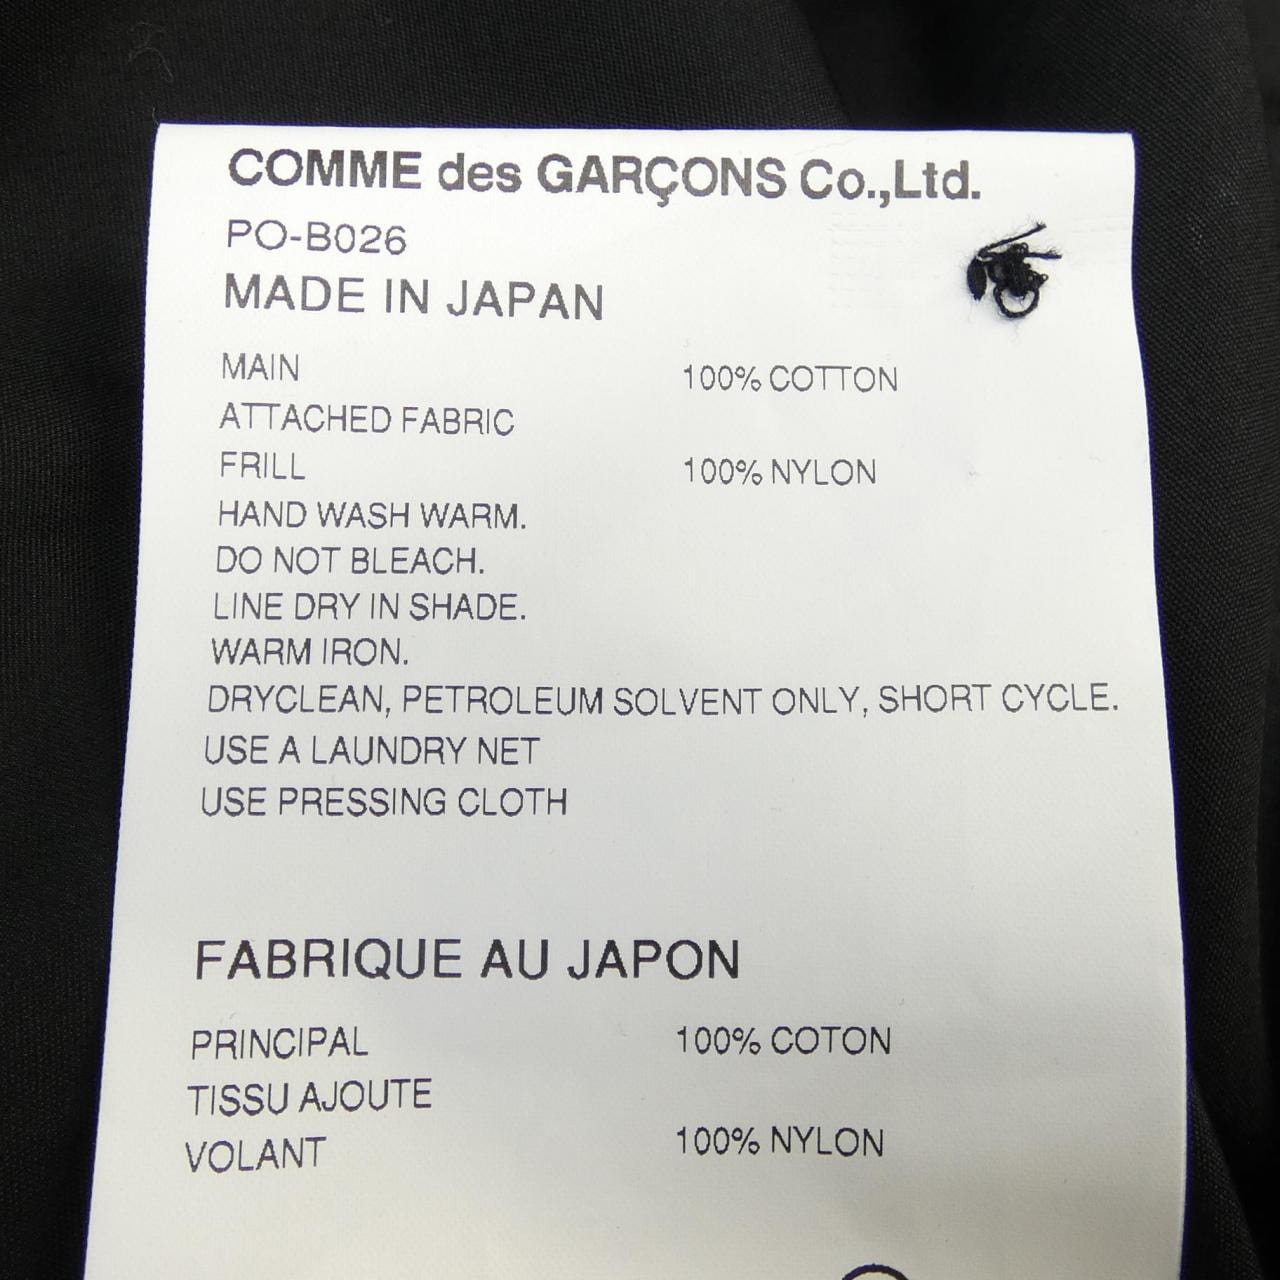 COMME des GARÇONS Co.,Ltd.
PO-B026
MADE IN JAPAN
MAIN 100% COTTON
ATTACHED FABRIC
FRILL 100% NYLON
HAND WASH WARM.
DO NOT BLEACH.
LINE DRY IN SHADE.
WARM IRON.
DRYCLEAN, PETROLEUM SOLVENT ONLY, SHORT CYCLE.
USE A LAUNDRY NET
USE PRESSING CLOTH
FABRIQUE AU JAPON
PRINCIPAL 100% COTON
TISSU AJOUTE
VOLANT 100% NYLON